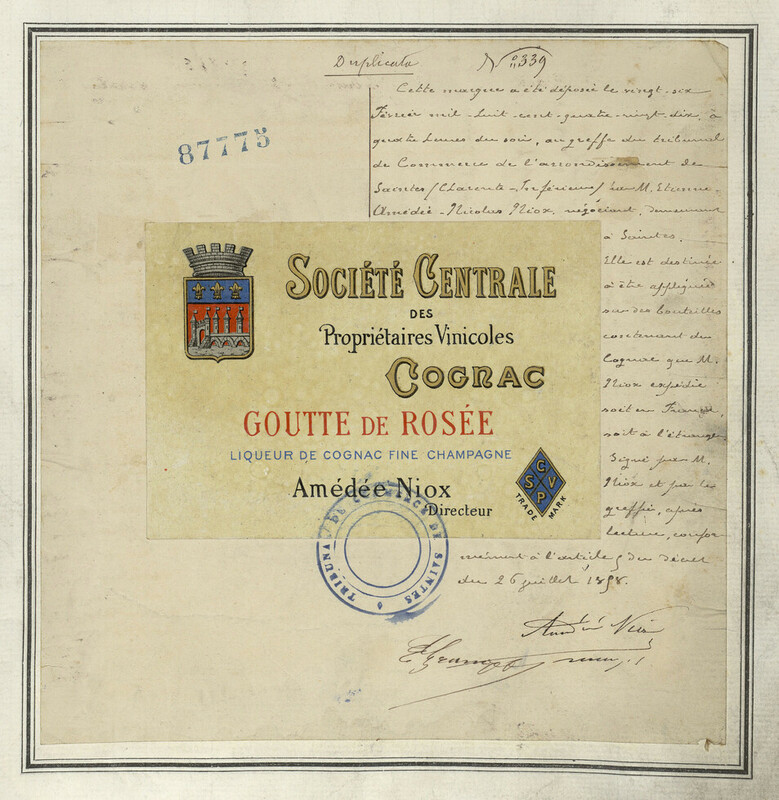 Duplicata
N° 339
87775
Cette marque a été déposée le vingt-six
Février mil-huit-cent-quatre-vingt-dix, à
quatre heures du soir, au greffe du tribunal
de Commerce de l'arrondissement de
Saintes (Charente-Inférieure) par M. Etienne-
Amédée-Nicolas Niox, négociant, demeurant
à Saintes.
Elle est destinée
à être appliquée
sur des bouteilles
contenant du
Cognac que M.
Niox expédie
soit en France,
soit à l'étranger
Signé par M.
Niox et par le
greffier, après
lecture, confor-
mément à l'article 5 du décret
du 26 juillet 1858.
SOCIÉTÉ CENTRALE
DES
Propriétaires Vinicoles
COGNAC
GOUTTE DE ROSÉE
LIQUEUR DE COGNAC FINE CHAMPAGNE
Amédée Niox
Directeur
C
S V
P
TRADE MARK
TRIBUNAL DE COMMERCE DE SAINTES
Amédée Niox